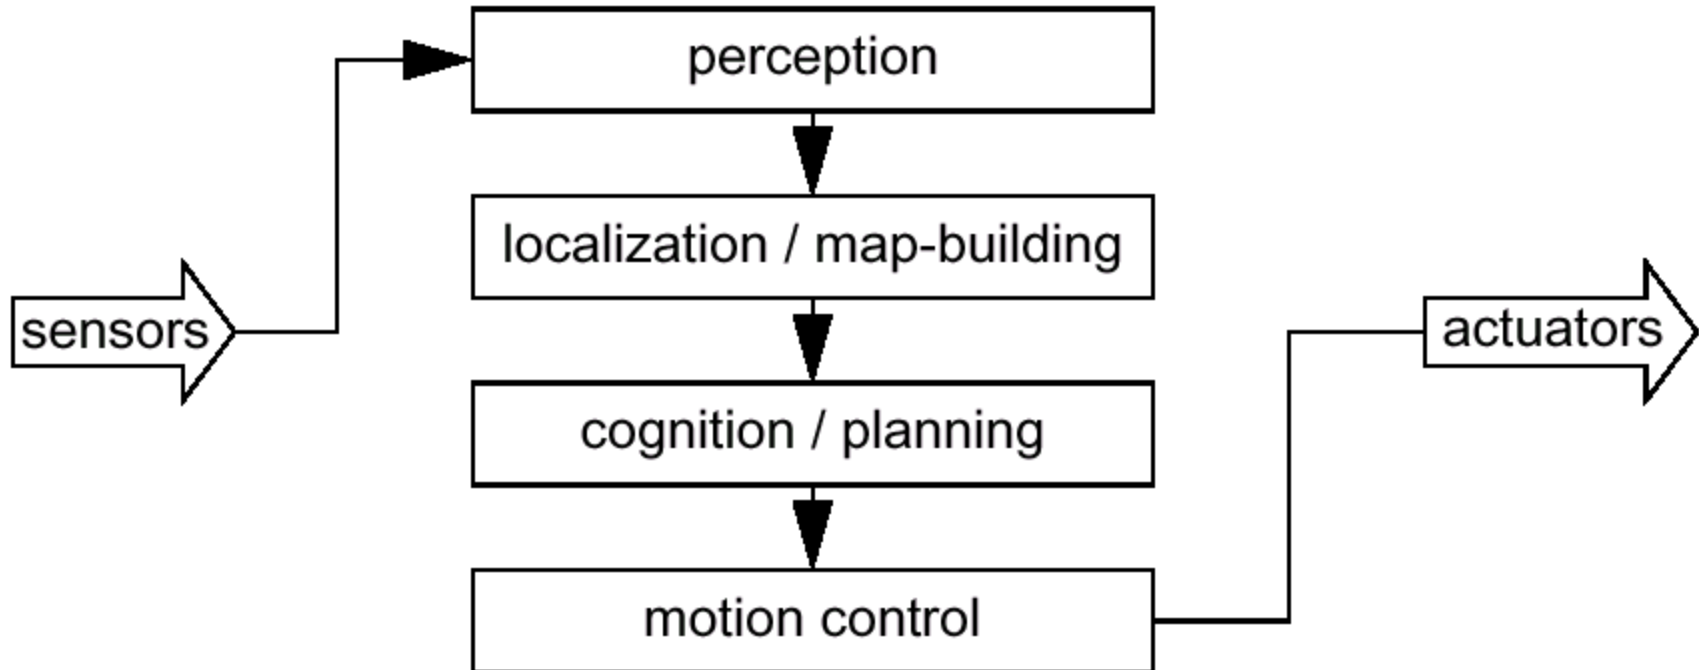 perception
localization / map-building
sensors
actuators
cognition / planning
motion control